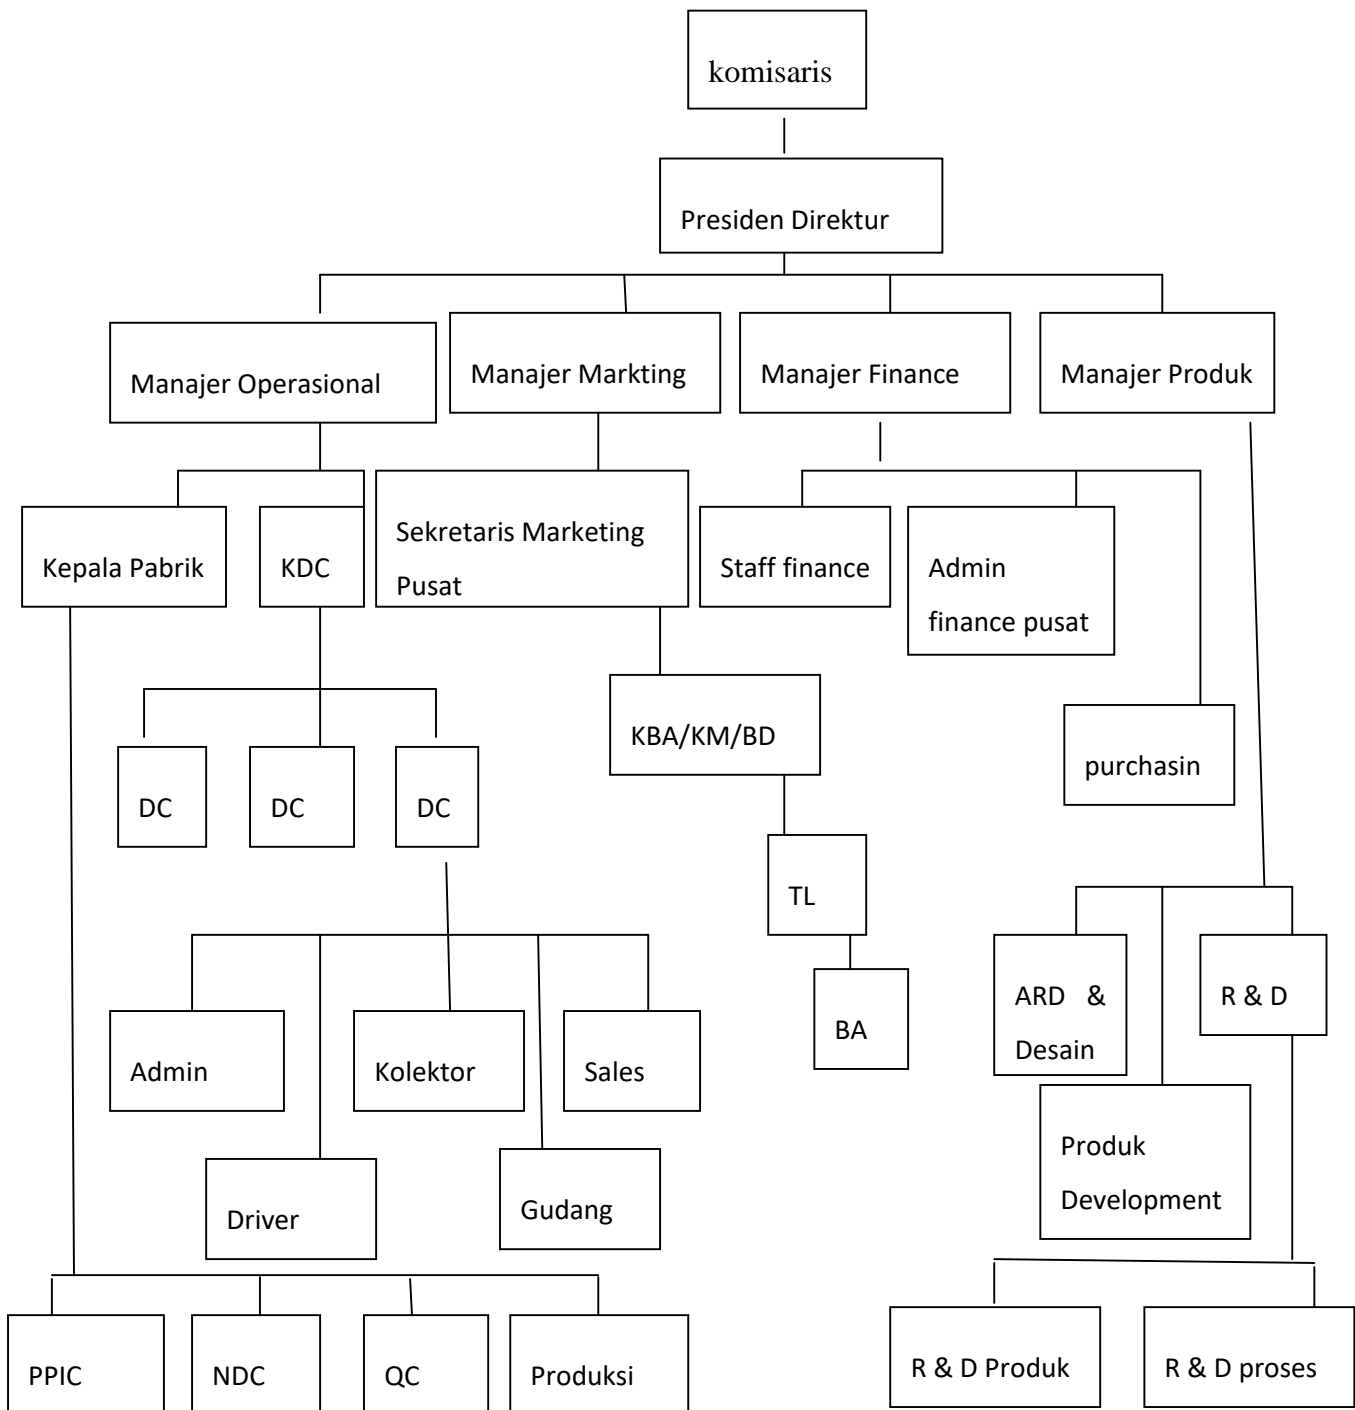 komisaris
Presiden Direktur
Manajer Operasional
Manajer Markting
Manajer Finance
Manajer Produk
Kepala Pabrik
KDC
Sekretaris Marketing
Pusat
Staff finance
Admin
finance pusat
KBA/KM/BD
purchasin
DC
DC
DC
TL
BA
ARD &
Desain
R & D
Admin
Kolektor
Sales
Produk
Development
Driver
Gudang
PPIC
NDC
QC
Produksi
R & D Produk
R & D proses